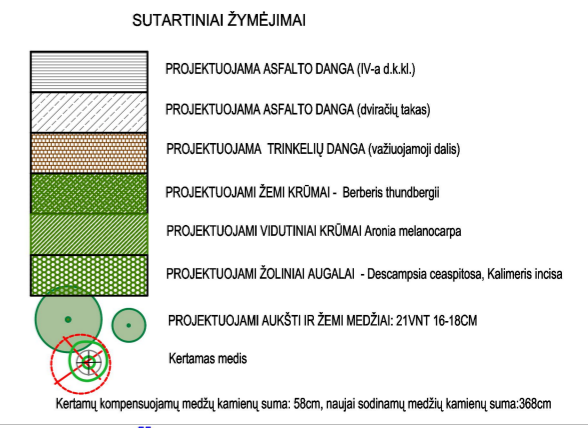 SUTARTINIAI ŽYMĖJIMAI
PROJEKTUOJAMA ASFALTO DANGA (IV-a d.k.kl.)
PROJEKTUOJAMA ASFALTO DANGA (dviračių takas)
PROJEKTUOJAMA TRINKELIŲ DANGA (važiuojamoji dalis)
PROJEKTUOJAMI ŽEMI KRŪMAI - Berberis thundbergii
PROJEKTUOJAMI VIDUTINIAI KRŪMAI Aronia melanocarpa
PROJEKTUOJAMI ŽOLINIAI AUGALAI - Descampsia ceaspitosa, Kalimeris incisa
PROJEKTUOJAMI AUKŠTI IR ŽEMI MEDŽIAI: 21VNT 16-18CM
Kertamas medis
Kertamų kompensuojamų medžų kamienų suma: 58cm, naujai sodinamų medžių kamienų suma:368cm